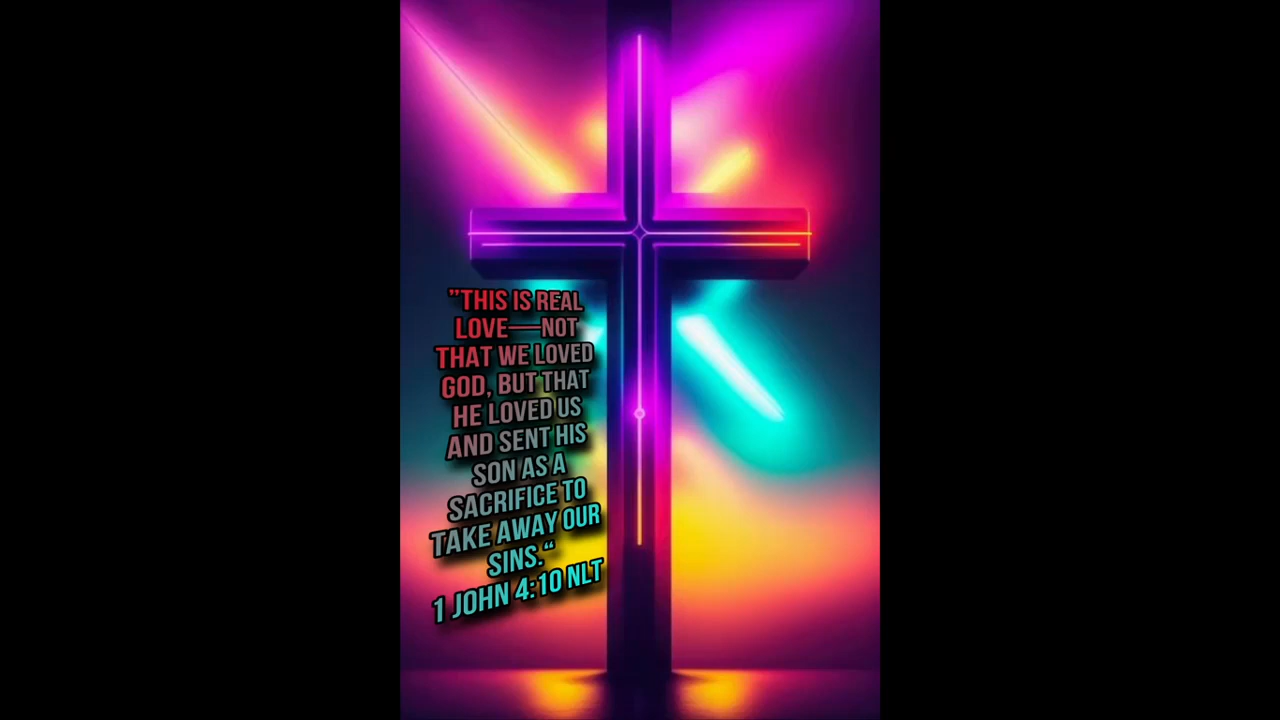 ”THIS IS REAL
LOVE—NOT
THAT WE LOVED
GOD, BUT THAT
HE LOVED US
AND SENT HIS
SON AS A
SACRIFICE TO
TAKE AWAY OUR
SINS.“
1 JOHN 4:10 NLT